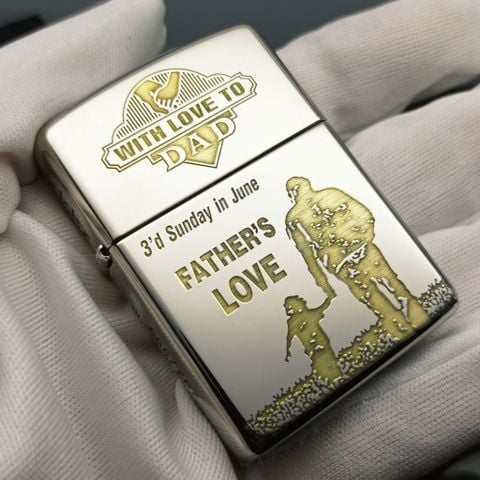 WITH LOVE TO
DAD
3'd Sunday in June
FATHER'S
LOVE